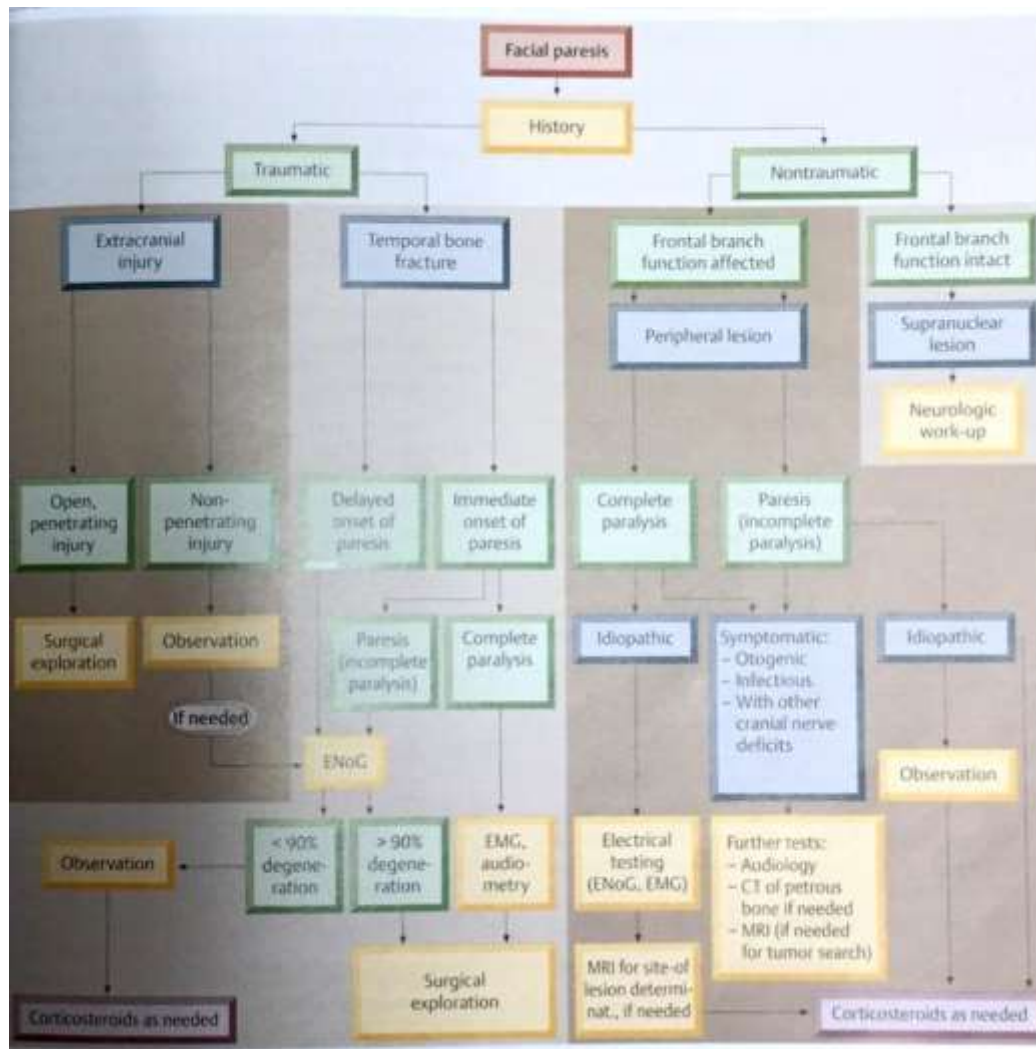 Facial paresis
History
Traumatic
Nontraumatic
Extracranial
injury
Temporal bone
fracture
Frontal branch
function affected
Frontal branch
function intact
Peripheral lesion
Supranuclear
lesion
Neurologic
work-up
Open,
penetrating
injury
Non-
penetrating
injury
Delayed
onset of
paresis
Immediate
onset of
paresis
Complete
paralysis
Paresis
(incomplete
paralysis)
Surgical
exploration
Observation
Paresis
(incomplete
paralysis)
Complete
paralysis
Idiopathic
Symptomatic:
– Otogenic
– Infectious
– With other
cranial nerve
deficits
Idiopathic
If needed
ENoG
Observation
Observation
< 90%
degene-
ration
> 90%
degene-
ration
EMG,
audio-
metry
Electrical
testing
(ENoG, EMG)
Further tests:
– Audiology
– CT of petrous
bone if needed
– MRI (if needed
for tumor search)
Surgical
exploration
MRI for site-of
lesion determi-
nat., if needed
Corticosteroids as needed
Corticosteroids as needed